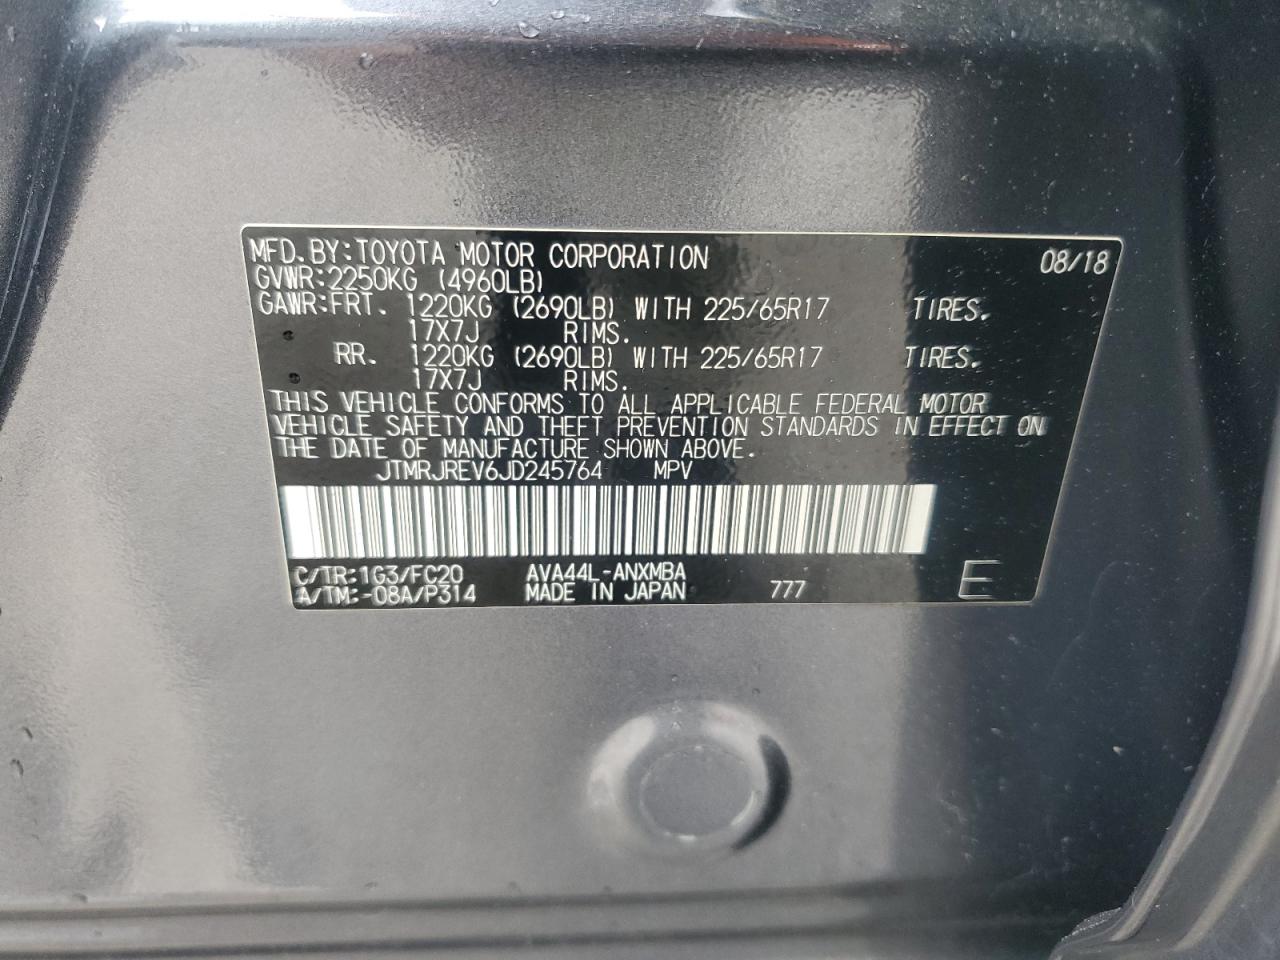 MFD.BY:TOYOTA MOTOR CORPORATION 08/18
GVWR:2250KG (4960LB)
GAWR:FRT. 1220KG (2690LB) WITH 225/65R17 TIRES.
17X7J RIMS.
RR. 1220KG (2690LB) WITH 225/65R17 TIRES.
17X7J RIMS.
THIS VEHICLE CONFORMS TO ALL APPLICABLE FEDERAL MOTOR
VEHICLE SAFETY AND THEFT PREVENTION STANDARDS IN EFFECT ON
THE DATE OF MANUFACTURE SHOWN ABOVE.
JTMRJREV6JD245764 MPV
C/TR:1G3/FC20 AVA44L-ANXMBA
A/TM:-08A/P314 MADE IN JAPAN 777 E